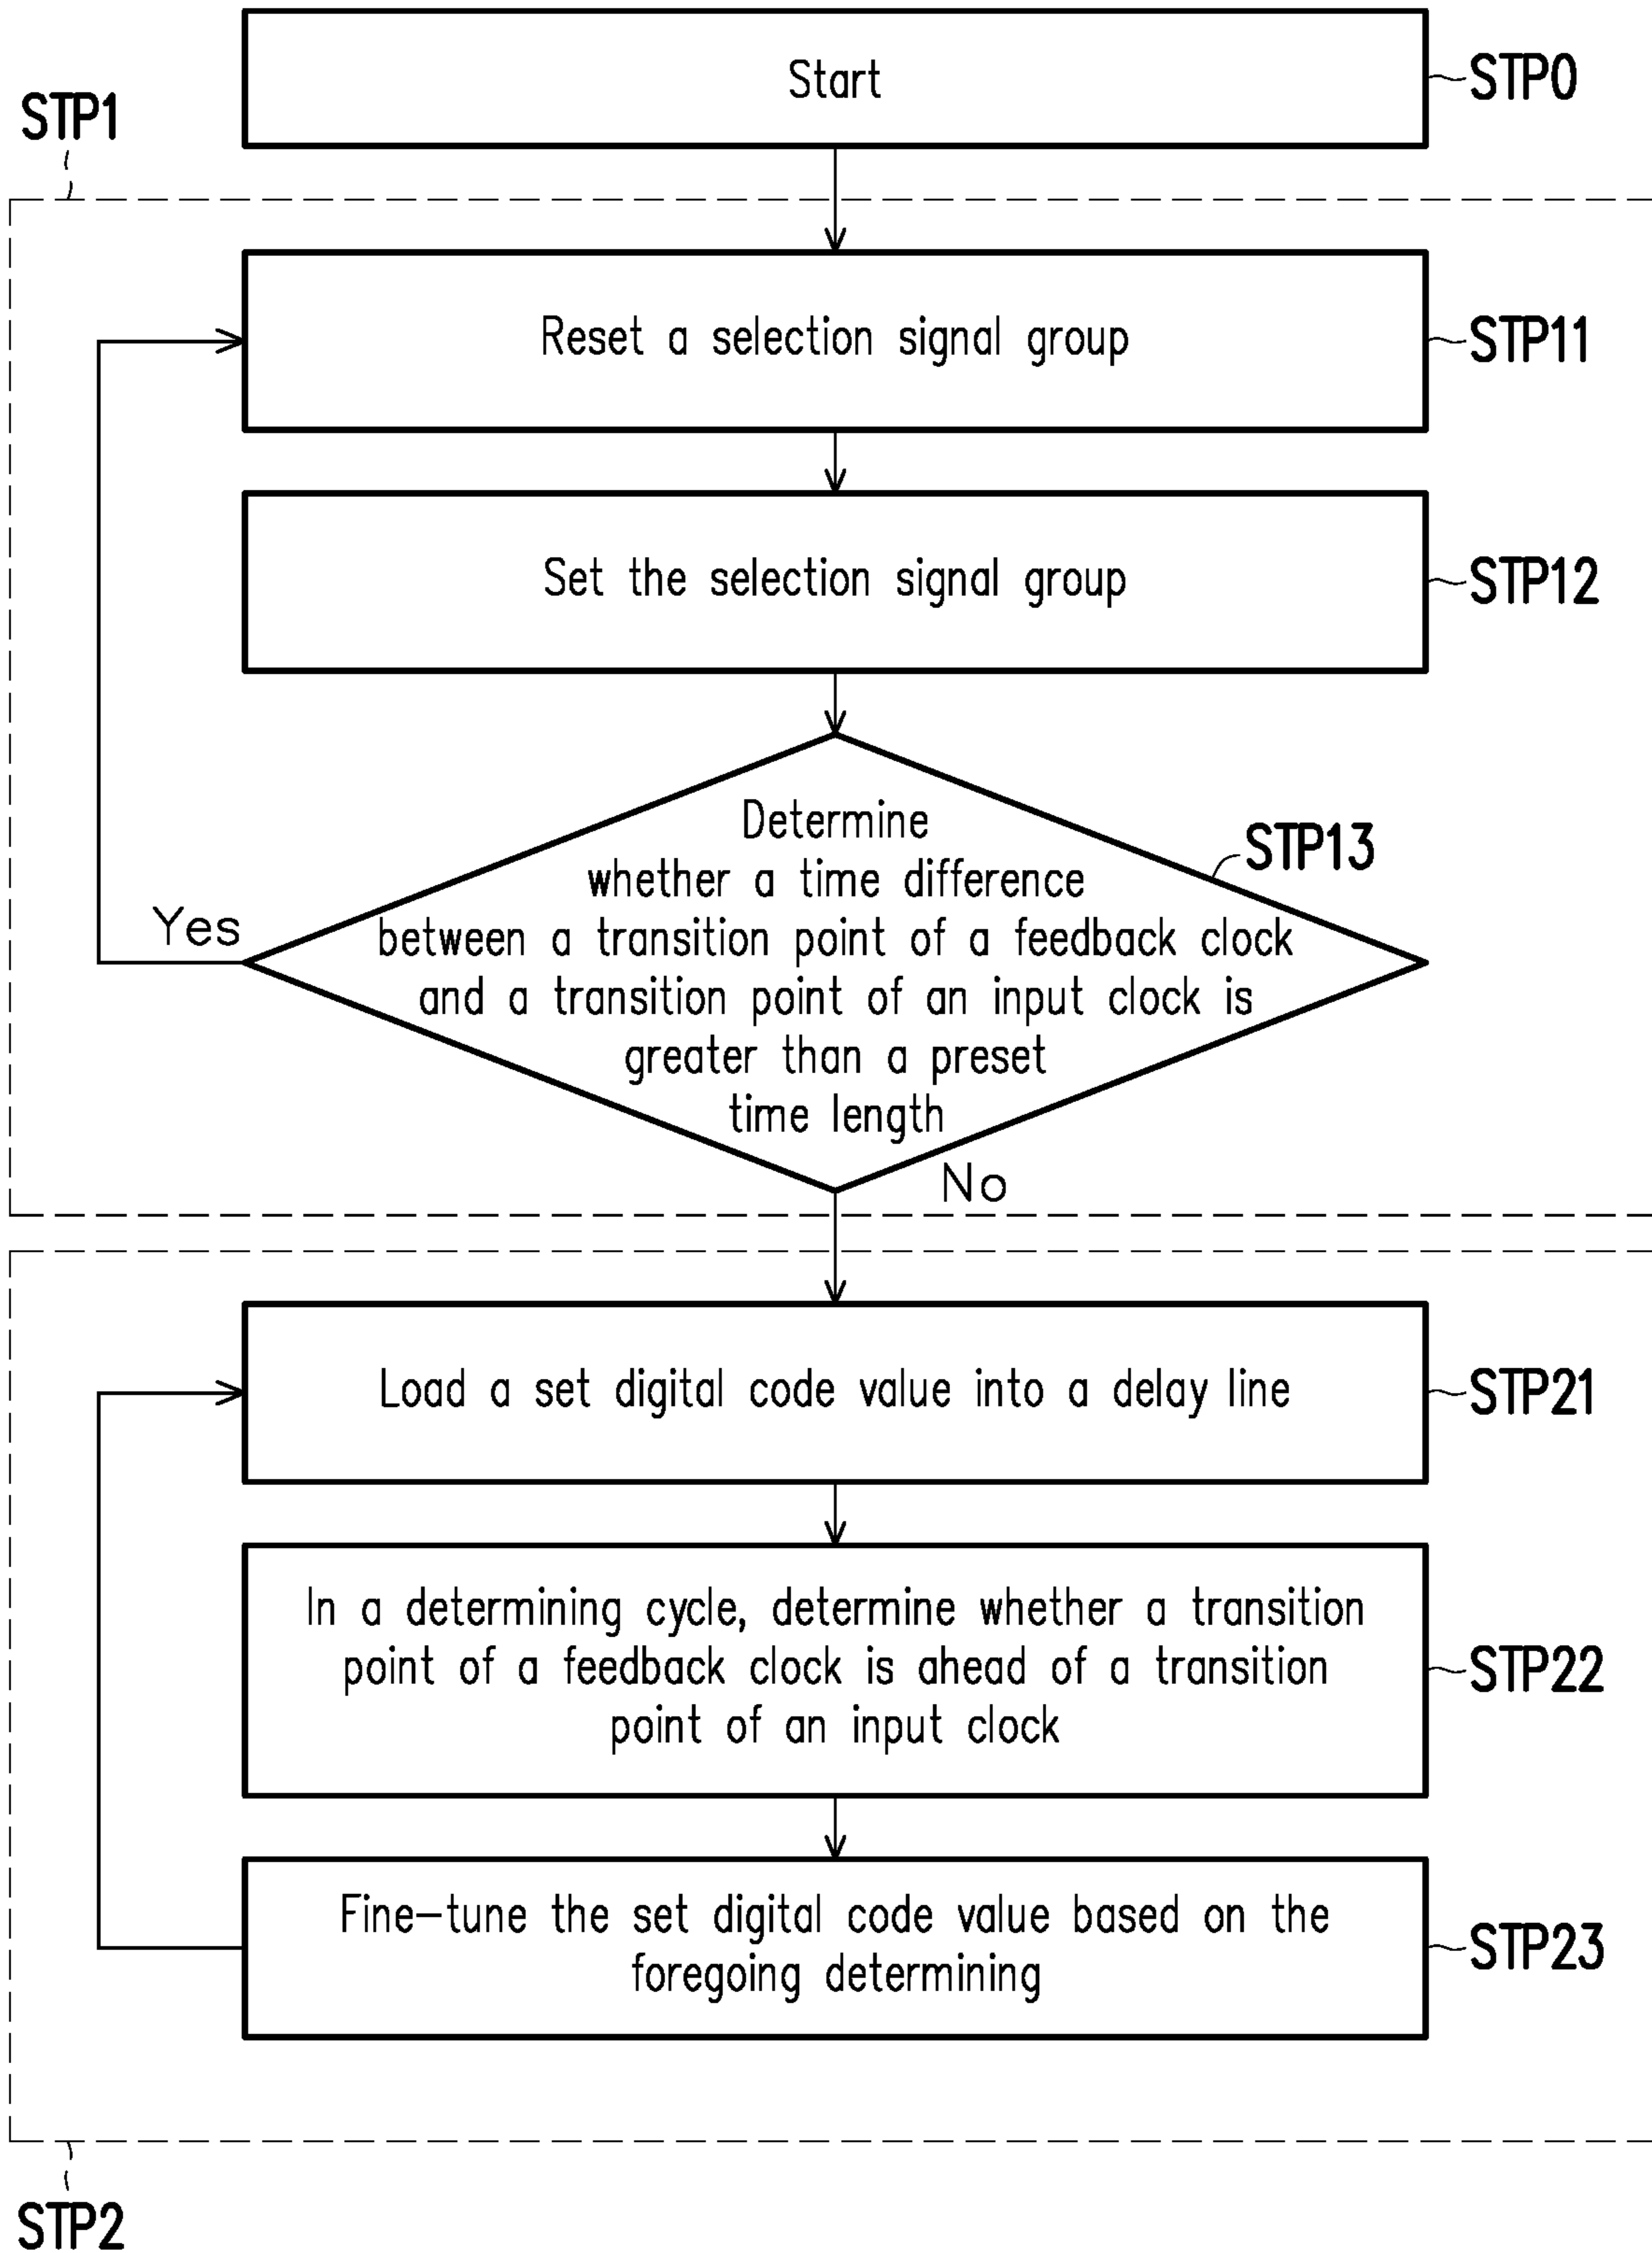 Start
STP0
STP1
Reset a selection signal group
STP11
Set the selection signal group
STP12
Determine
whether a time difference
between a transition point of a feedback clock
and a transition point of an input clock is
greater than a preset
time length
STP13
Yes
No
Load a set digital code value into a delay line
STP21
In a determining cycle, determine whether a transition
point of a feedback clock is ahead of a transition
point of an input clock
STP22
Fine-tune the set digital code value based on the
foregoing determining
STP23
STP2